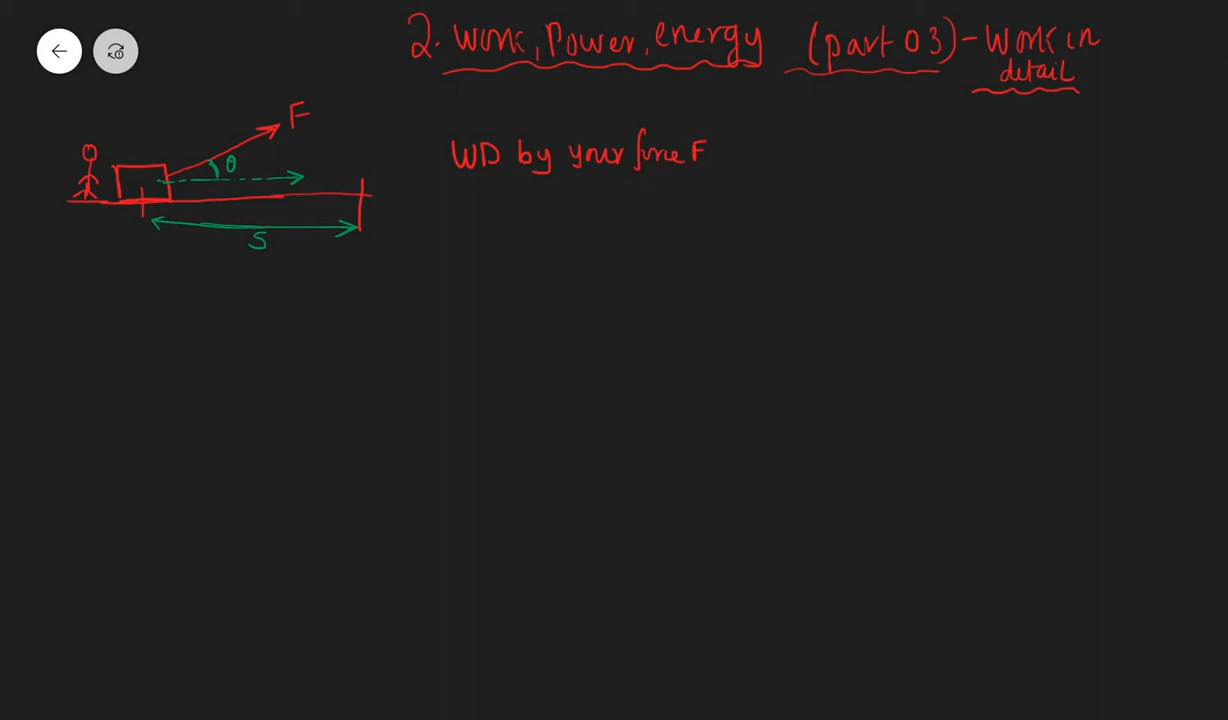 2. Work, Power, energy (part 03) - Work in
detail
F
θ
WD by your force F
S